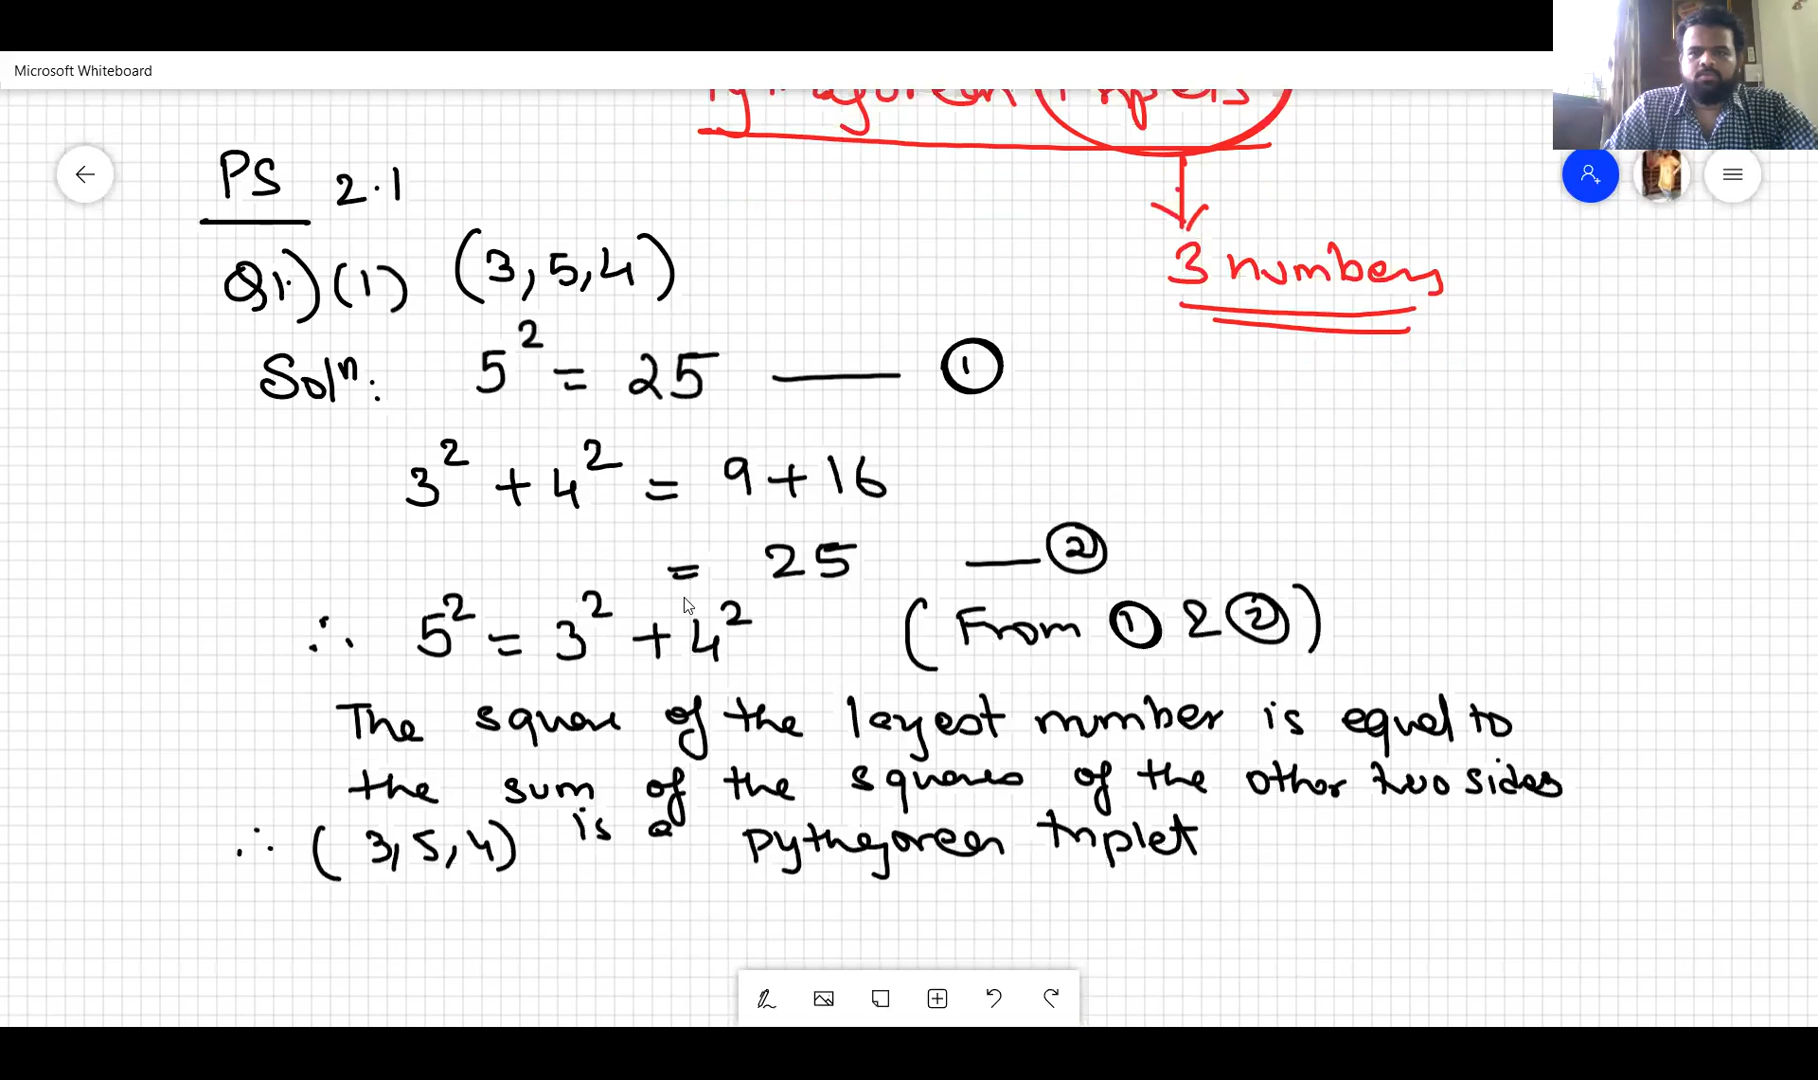 Microsoft Whiteboard
Pythagorean Triplets
PS 2.1
3 numbers
Q1.) (1) (3,5,4)
Solⁿ: 5² = 25 —— ①
3² + 4² = 9 + 16
= 25 — ②
∴ 5² = 3² + 4² (From ① & ②)
The square of the largest number is equal to
the sum of the squares of the other two sides
∴ (3,5,4) is a pythagorean triplet